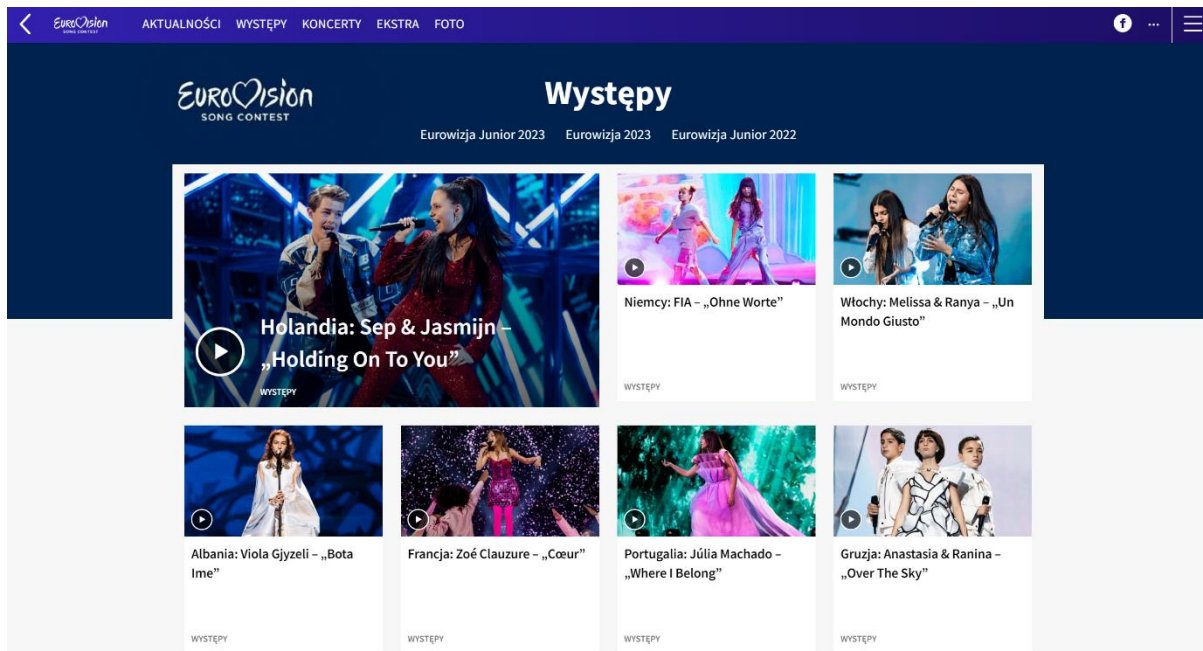 EUROVISION
SONG CONTEST
AKTUALNOŚCI WYSTĘPY KONCERTY EKSTRA FOTO
EUROVISION
SONG CONTEST
Występy
Eurowizja Junior 2023 Eurowizja 2023 Eurowizja Junior 2022
Holandia: Sep & Jasmijn –
„Holding On To You”
WYSTĘPY
Niemcy: FIA – „Ohne Worte”
WYSTĘPY
Włochy: Melissa & Ranya – „Un
Mondo Giusto”
WYSTĘPY
Albania: Viola Gjyzeli – „Bota
Ime”
WYSTĘPY
Francja: Zoé Clauzure – „Cœur”
WYSTĘPY
Portugalia: Júlia Machado –
„Where I Belong”
WYSTĘPY
Gruzja: Anastasia & Ranina –
„Over The Sky”
WYSTĘPY